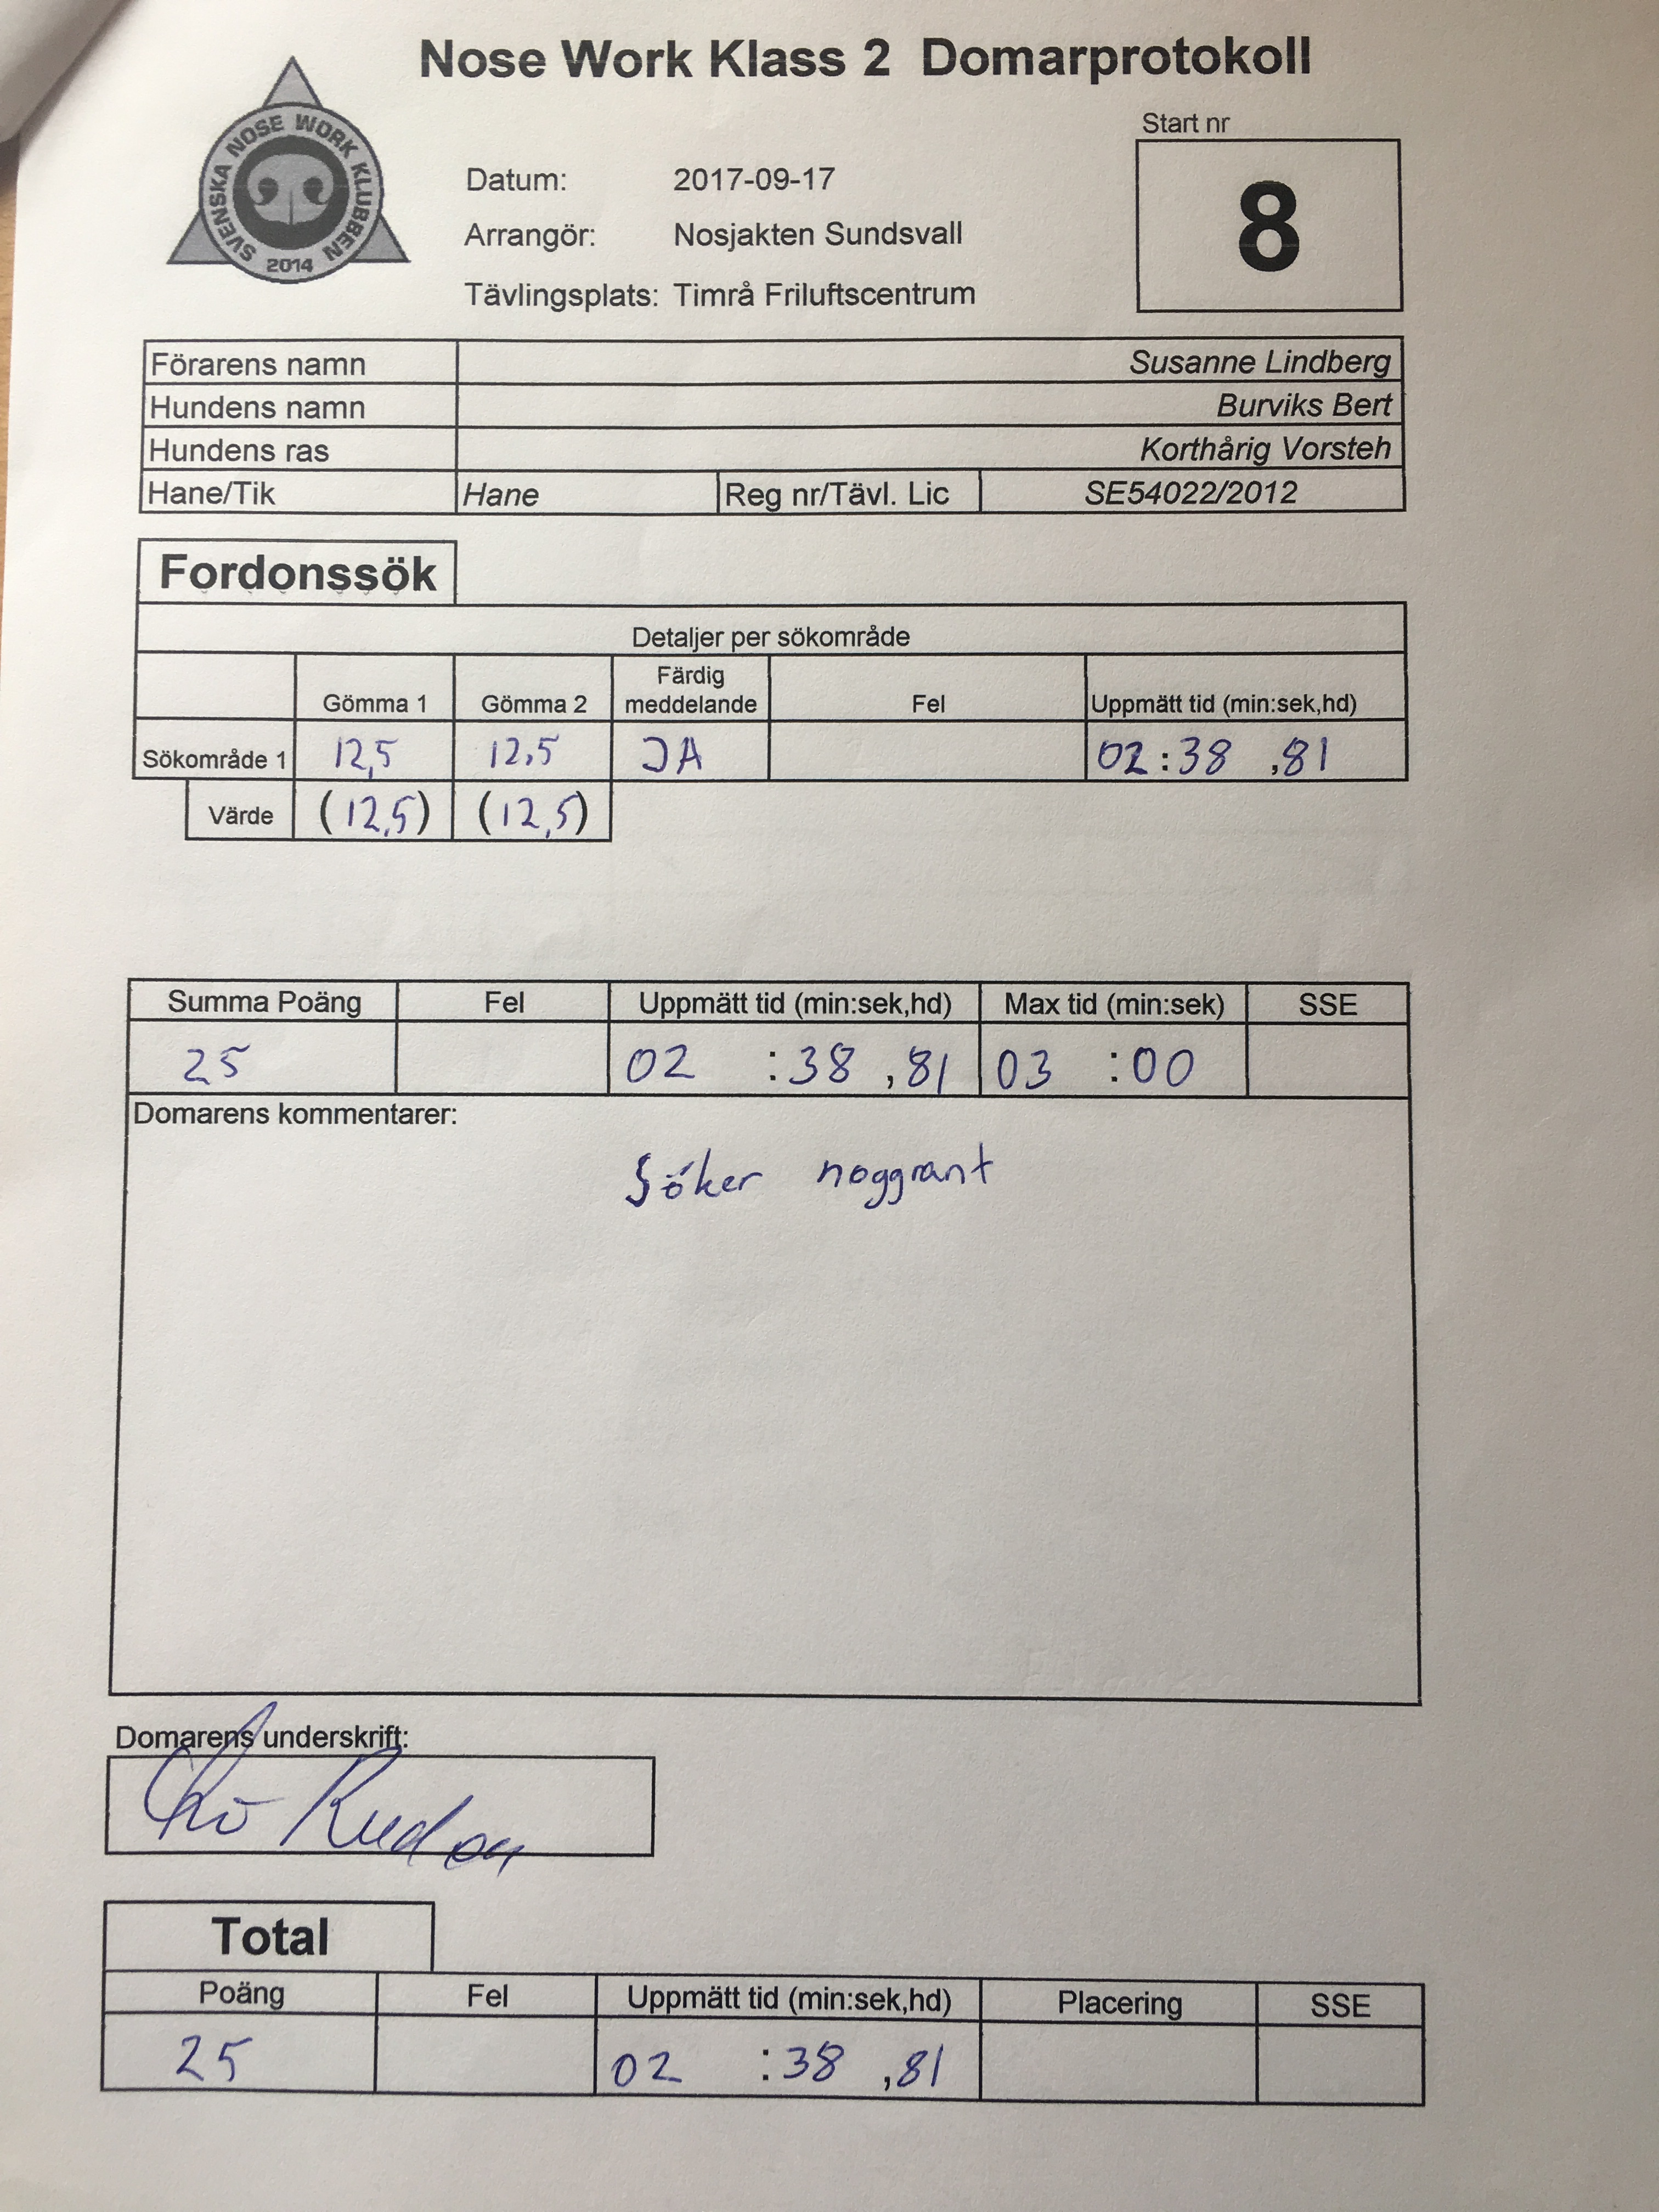 Nose Work Klass 2 Domarprotokoll
SVENSKA NOSE WORK KLUBBEN
2014
Start nr
8
Datum: 2017-09-17
Arrangör: Nosjakten Sundsvall
Tävlingsplats: Timrå Friluftscentrum
Förarens namn Susanne Lindberg
Hundens namn Burviks Bert
Hundens ras Korthårig Vorsteh
Hane/Tik Hane Reg nr/Tävl. Lic SE54022/2012
Fordonssök
Detaljer per sökområde
Gömma 1 Gömma 2 Färdig meddelande Fel Uppmätt tid (min:sek,hd)
Sökområde 1 12,5 12,5 JA 02:38 ,81
Värde (12,5) (12,5)
Summa Poäng Fel Uppmätt tid (min:sek,hd) Max tid (min:sek) SSE
25 02 :38 ,81 03 :00
Domarens kommentarer:
Söker noggrant
Domarens underskrift:
Total
Poäng Fel Uppmätt tid (min:sek,hd) Placering SSE
25 02 :38 ,81